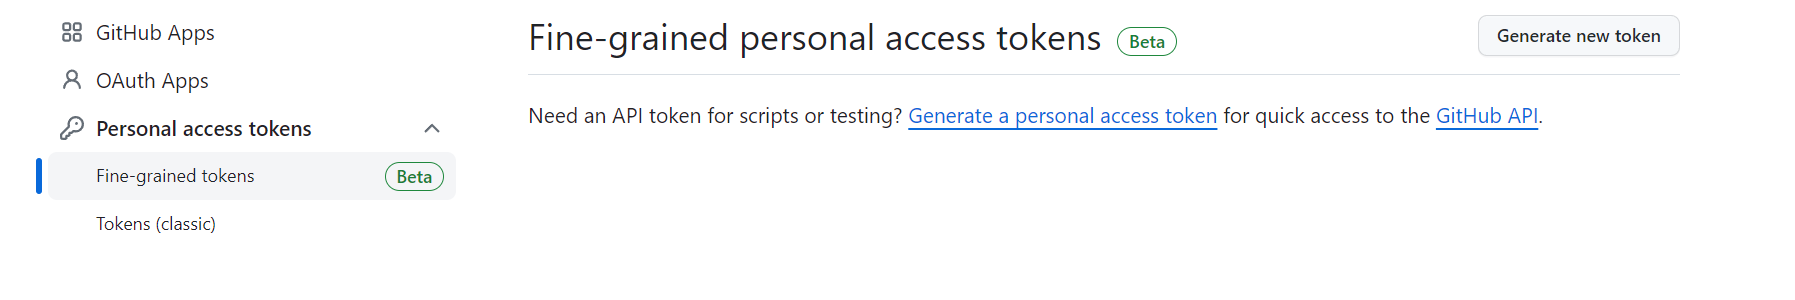 GitHub Apps
OAuth Apps
Personal access tokens
Fine-grained tokens Beta
Tokens (classic)
Fine-grained personal access tokens Beta
Generate new token
Need an API token for scripts or testing? Generate a personal access token for quick access to the GitHub API.